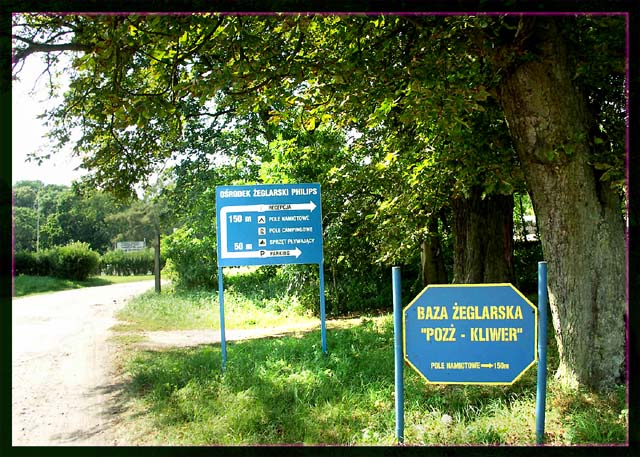 OŚRODEK ŻEGLARSKI PHILIPS
RECEPCJA
150 m
POLE NAMIOTOWE
POLE CAMPINGOWE
50 m
SPRZĘT PŁYWAJĄCY
P PARKING
BAZA ŻEGLARSKA
"POZŻ - KLIWER"
POLE NAMIOTOWE 150m